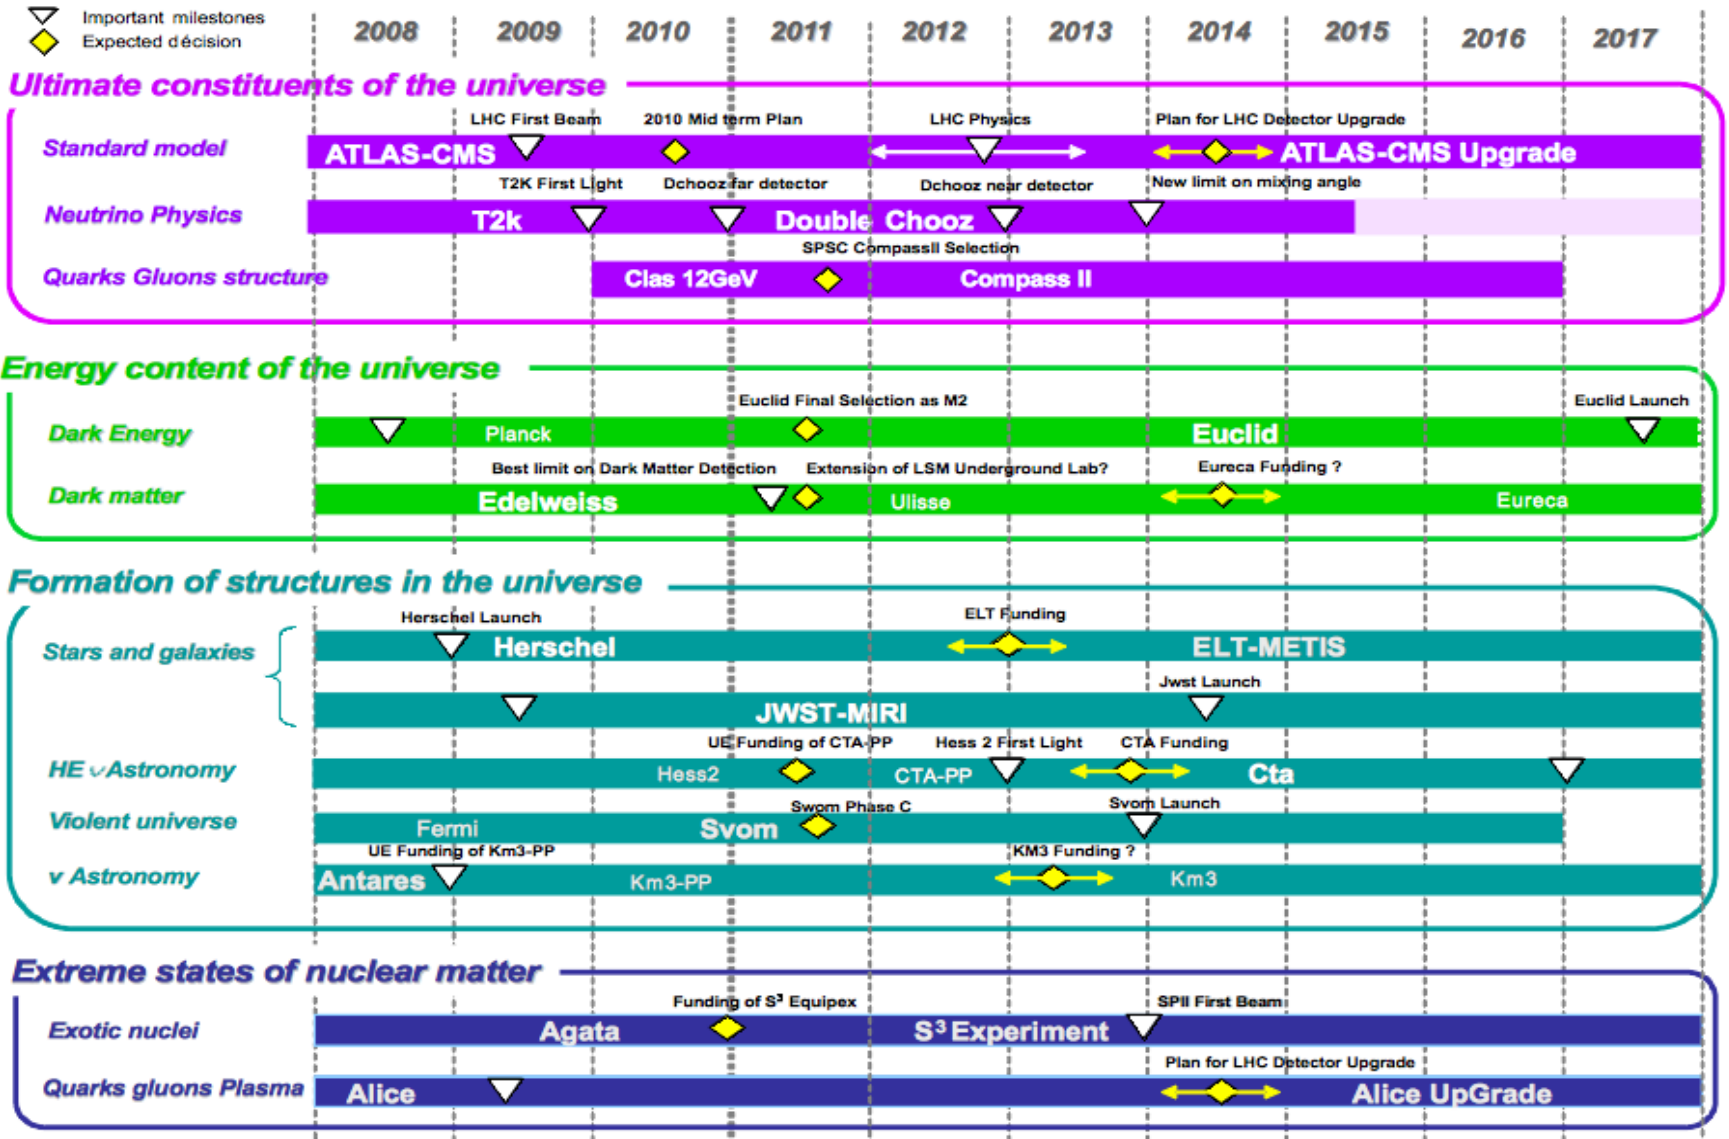 Important milestones
Expected décision
2008 2009 2010 2011 2012 2013 2014 2015 2016 2017
Ultimate constituents of the universe
LHC First Beam 2010 Mid term Plan LHC Physics Plan for LHC Detector Upgrade
Standard model ATLAS-CMS ATLAS-CMS Upgrade
T2K First Light Dchooz far detector Dchooz near detector New limit on mixing angle
Neutrino Physics T2k Double Chooz
SPSC CompassII Selection
Quarks Gluons structure Clas 12GeV Compass II
Energy content of the universe
Euclid Final Selection as M2 Euclid Launch
Dark Energy Planck Euclid
Best limit on Dark Matter Detection Extension of LSM Underground Lab? Eureca Funding ?
Dark matter Edelweiss Ulisse Eureca
Formation of structures in the universe
Herschel Launch ELT Funding
Stars and galaxies Herschel ELT-METIS
Jwst Launch
JWST-MIRI
UE Funding of CTA-PP Hess 2 First Light CTA Funding
HE ν Astronomy Hess2 CTA-PP Cta
Swom Phase C Svom Launch
Violent universe Fermi Svom
UE Funding of Km3-PP KM3 Funding ?
v Astronomy Antares Km3-PP Km3
Extreme states of nuclear matter
Funding of S³ Equipex SPII First Beam
Exotic nuclei Agata S³ Experiment
Plan for LHC Detector Upgrade
Quarks gluons Plasma Alice Alice UpGrade